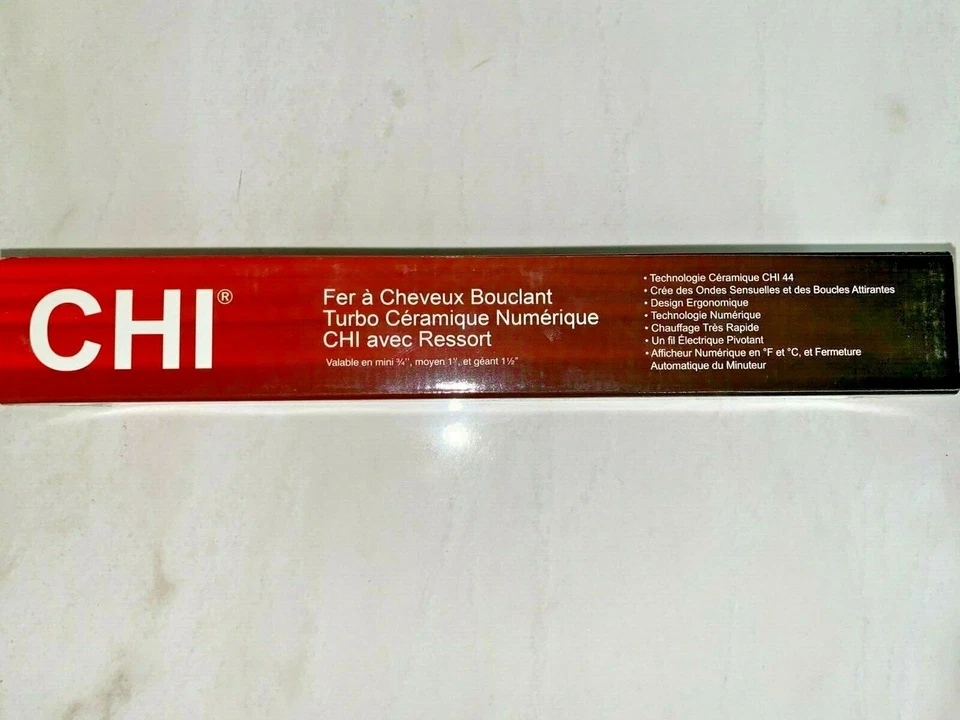 CHI®
Fer à Cheveux Bouclant
Turbo Céramique Numérique
CHI avec Ressort
Valable en mini ¾'', moyen 1'', et géant 1½''
• Technologie Céramique CHI 44
• Crée des Ondes Sensuelles et des Boucles Attirantes
• Design Ergonomique
• Technologie Numérique
• Chauffage Très Rapide
• Un fil Électrique Pivotant
• Afficheur Numérique en °F et °C, et Fermeture
Automatique du Minuteur